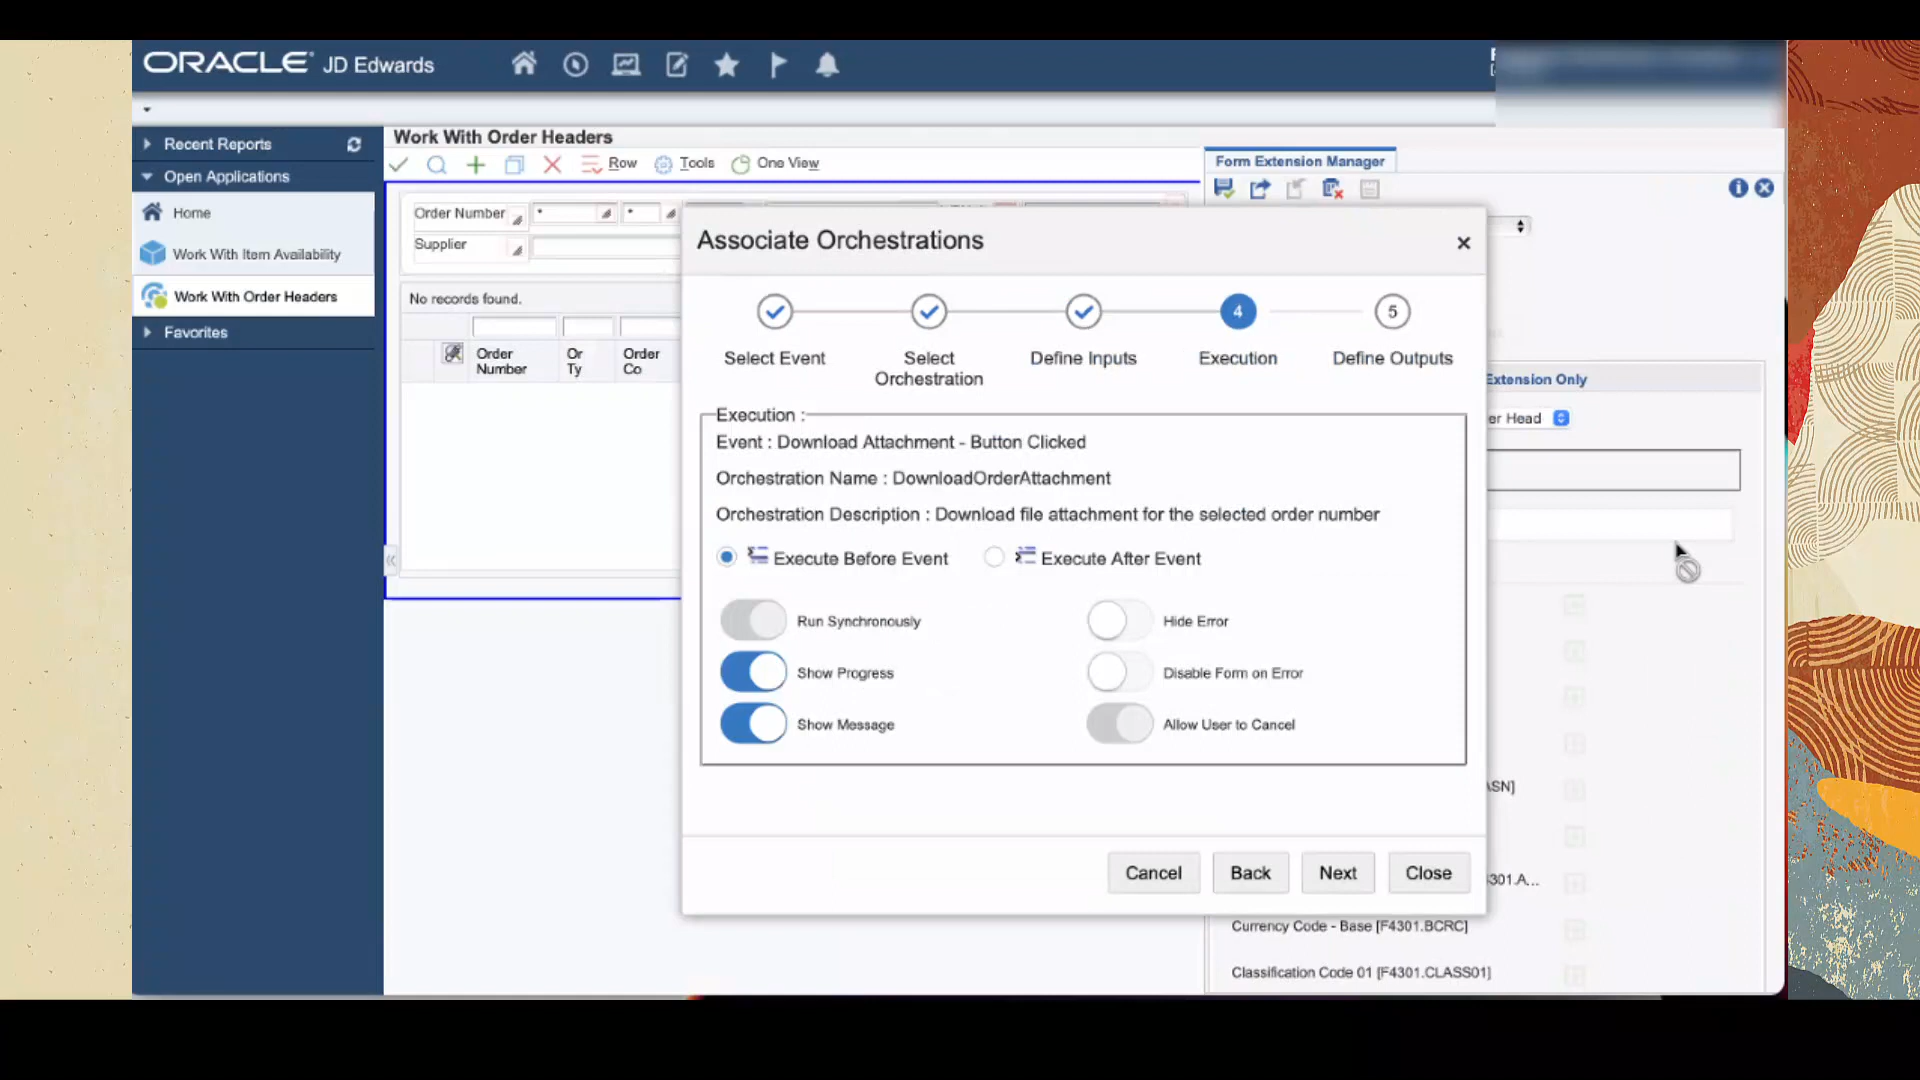 ORACLE JD Edwards
Recent Reports
Open Applications
Home
Work With Item Availability
Work With Order Headers
Favorites
Work With Order Headers
Row
Tools
One View
Order Number
*
*
Supplier
No records found.
Order Number
Or Ty
Order Co
Form Extension Manager
Extension Only
er Head
Associate Orchestrations
4
5
Select Event
Select Orchestration
Define Inputs
Execution
Define Outputs
Execution :
Event : Download Attachment - Button Clicked
Orchestration Name : DownloadOrderAttachment
Orchestration Description : Download file attachment for the selected order number
Execute Before Event
Execute After Event
Run Synchronously
Hide Error
Show Progress
Disable Form on Error
Show Message
Allow User to Cancel
Cancel
Back
Next
Close
ASN]
4301.A...
Currency Code - Base [F4301.BCRC]
Classification Code 01 [F4301.CLASS01]